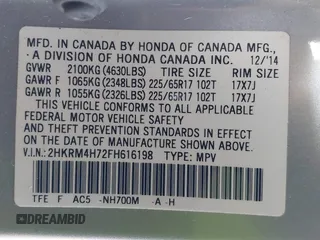 MFD. IN CANADA BY HONDA OF CANADA MFG.,
- A DIVISION OF HONDA CANADA INC. 12/'14
GVWR 2100KG (4630LBS) TIRE SIZE RIM SIZE
GAWR F 1065KG (2348LBS) 225/65R17 102T 17X7J
GAWR R 1055KG (2326LBS) 225/65R17 102T 17X7J
THIS VEHICLE CONFORMS TO ALL APPLICABLE
FEDERAL MOTOR VEHICLE SAFETY AND THEFT
PREVENTION STANDARDS IN EFFECT ON THE DATE
OF MANUFACTURE SHOWN ABOVE.
V.I.N.: 2HKRM4H72FH616198 TYPE: MPV
TFE F AC5 -NH700M -A -H
DREAMBID